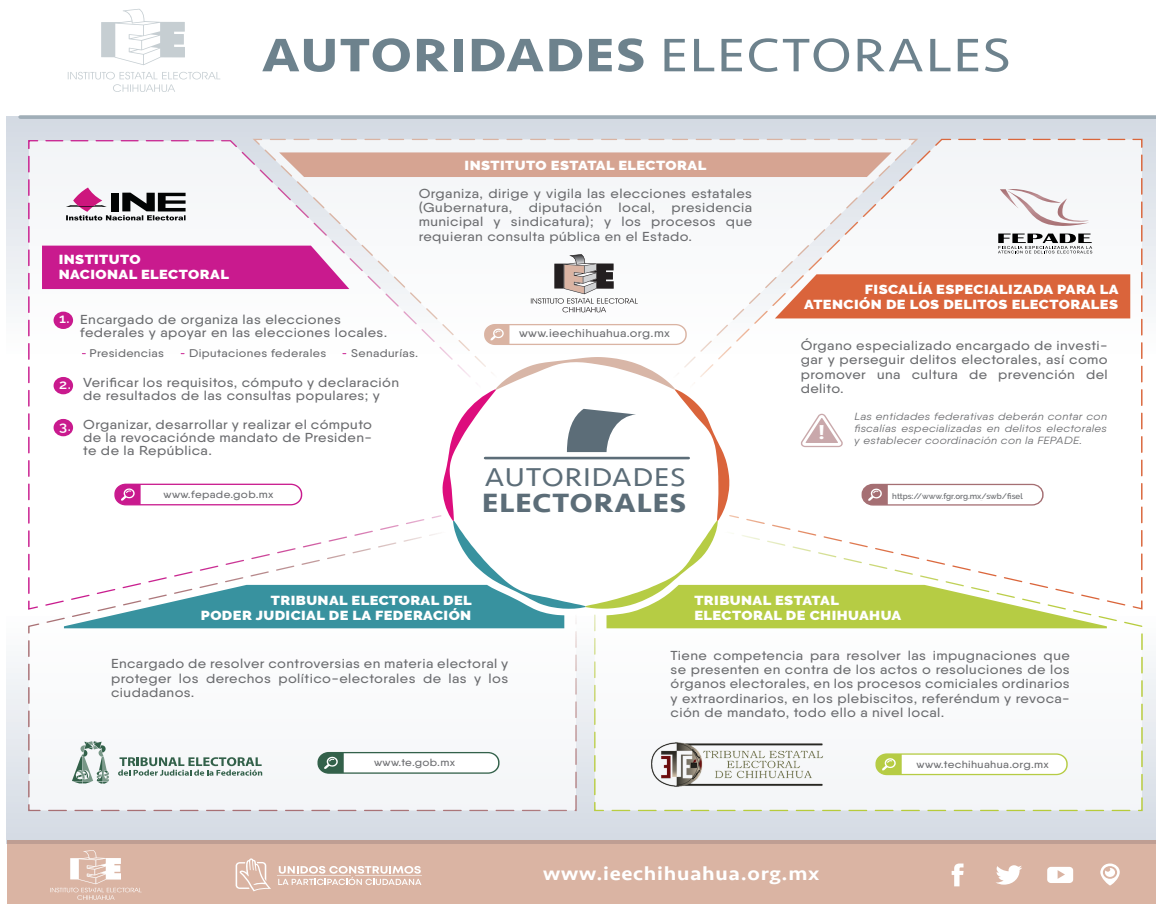 INSTITUTO ESTATAL ELECTORAL
CHIHUAHUA
AUTORIDADES ELECTORALES
INE
Instituto Nacional Electoral
INSTITUTO
NACIONAL ELECTORAL
1. Encargado de organiza las elecciones
federales y apoyar en las elecciones locales.
- Presidencias - Diputaciones federales - Senadurías.
2. Verificar los requisitos, cómputo y declaración
de resultados de las consultas populares; y
3. Organizar, desarrollar y realizar el cómputo
de la revocaciónde mandato de Presiden-
te de la República.
www.fepade.gob.mx
INSTITUTO ESTATAL ELECTORAL
Organiza, dirige y vigila las elecciones estatales
(Gubernatura, diputación local, presidencia
municipal y sindicatura); y los procesos que
requieran consulta pública en el Estado.
IEE
INSTITUTO ESTATAL ELECTORAL
CHIHUAHUA
www.ieechihuahua.org.mx
FEPADE
FISCALÍA ESPECIALIZADA PARA LA
ATENCIÓN DE DELITOS ELECTORALES
FISCALÍA ESPECIALIZADA PARA LA
ATENCIÓN DE LOS DELITOS ELECTORALES
Órgano especializado encargado de investi-
gar y perseguir delitos electorales, así como
promover una cultura de prevención del
delito.
Las entidades federativas deberán contar con
fiscalías especializadas en delitos electorales
y establecer coordinación con la FEPADE.
https://www.fgr.org.mx/swb/fisel
AUTORIDADES
ELECTORALES
TRIBUNAL ELECTORAL DEL
PODER JUDICIAL DE LA FEDERACIÓN
Encargado de resolver controversias en materia electoral y
proteger los derechos político-electorales de las y los
ciudadanos.
TRIBUNAL ELECTORAL
del Poder Judicial de la Federación
www.te.gob.mx
TRIBUNAL ESTATAL
ELECTORAL DE CHIHUAHUA
Tiene competencia para resolver las impugnaciones que
se presenten en contra de los actos o resoluciones de los
órganos electorales, en los procesos comiciales ordinarios
y extraordinarios, en los plebiscitos, referéndum y revoca-
ción de mandato, todo ello a nivel local.
TRIBUNAL ESTATAL
ELECTORAL
DE CHIHUAHUA
www.techihuahua.org.mx
INSTITUTO ESTATAL ELECTORAL
CHIHUAHUA
UNIDOS CONSTRUIMOS
LA PARTICIPACIÓN CIUDADANA
www.ieechihuahua.org.mx